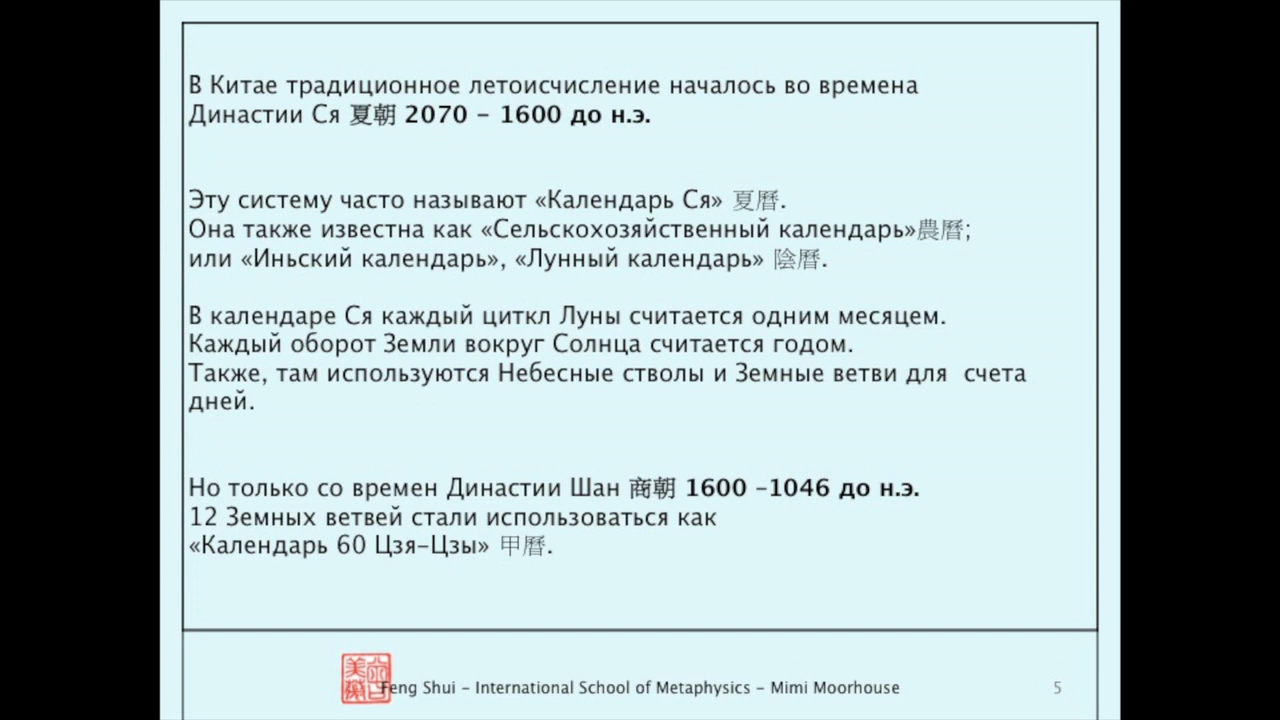 В Китае традиционное летоисчисление началось во времена
Династии Ся 夏朝 2070 – 1600 до н.э.
Эту систему часто называют «Календарь Ся» 夏曆.
Она также известна как «Сельскохозяйственный календарь»農曆;
или «Иньский календарь», «Лунный календарь» 陰曆.
В календаре Ся каждый циткл Луны считается одним месяцем.
Каждый оборот Земли вокруг Солнца считается годом.
Также, там используются Небесные стволы и Земные ветви для  счета
дней.
Но только со времен Династии Шан 商朝 1600 –1046 до н.э.
12 Земных ветвей стали использоваться как
«Календарь 60 Цзя–Цзы» 甲曆.
Feng Shui – International School of Metaphysics – Mimi Moorhouse
5